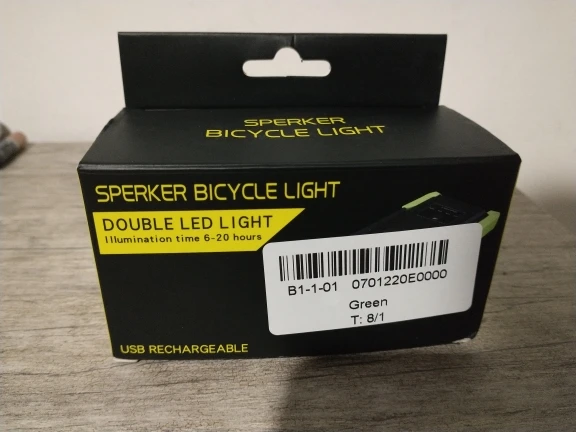 SPERKER
BICYCLE LIGHT
SPERKER BICYCLE LIGHT
DOUBLE LED LIGHT
Illumination time 6-20 hours
B1-1-01 0701220E0000
Green
T: 8/1
USB RECHARGEABLE